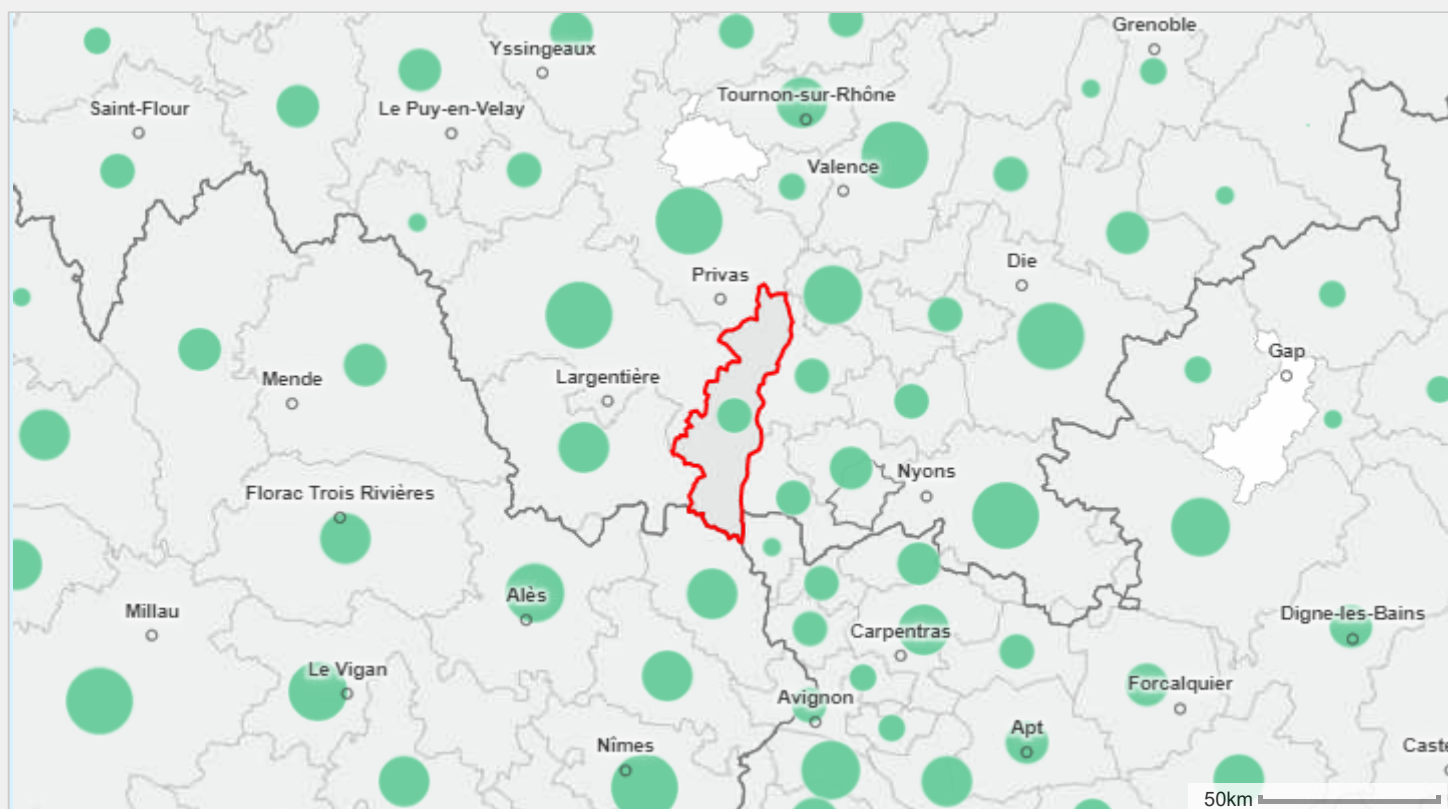 Grenoble
Yssingeaux
Saint-Flour
Le Puy-en-Velay
Tournon-sur-Rhône
Valence
Die
Privas
Gap
Mende
Largentière
Nyons
Florac Trois Rivières
Alès
Millau
Carpentras
Digne-les-Bains
Le Vigan
Avignon
Forcalquier
Apt
Nîmes
Caste
50km